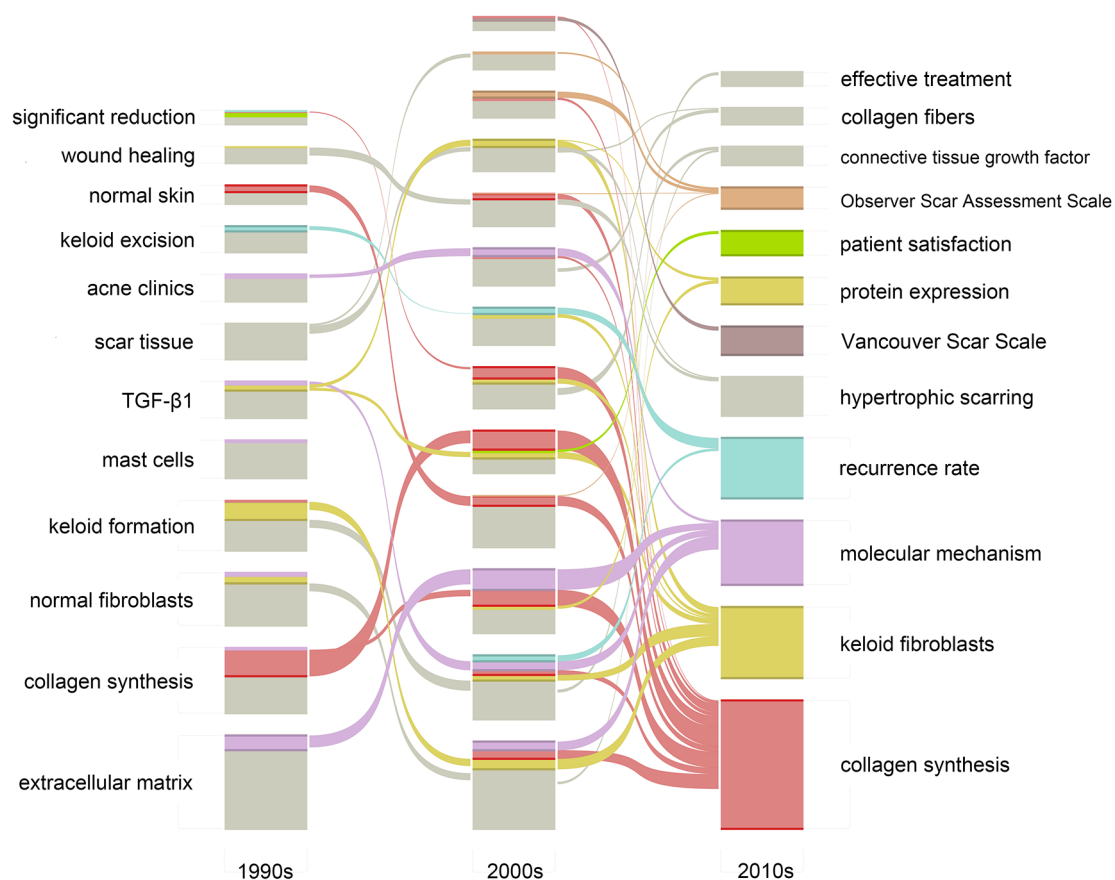 significant reduction
wound healing
normal skin
keloid excision
acne clinics
scar tissue
TGF-β1
mast cells
keloid formation
normal fibroblasts
collagen synthesis
extracellular matrix
effective treatment
collagen fibers
connective tissue growth factor
Observer Scar Assessment Scale
patient satisfaction
protein expression
Vancouver Scar Scale
hypertrophic scarring
recurrence rate
molecular mechanism
keloid fibroblasts
collagen synthesis
1990s
2000s
2010s